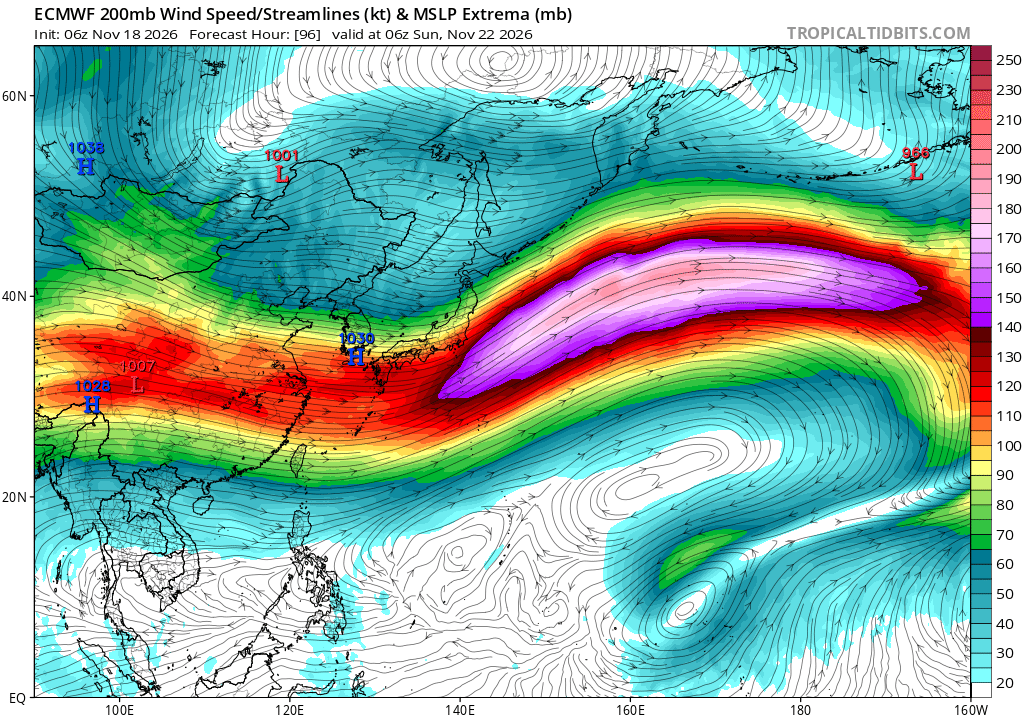 ECMWF 200mb Wind Speed/Streamlines (kt) & MSLP Extrema (mb)
Init: 06z Nov 18 2026   Forecast Hour: [96]   valid at 06z Sun, Nov 22 2026
TROPICALTIDBITS.COM
60N
40N
20N
EQ
1038
H
1001
L
966
L
1030
H
1007
L
1028
H
100E
120E
140E
160E
180
160W
250
230
210
200
190
180
170
160
150
140
130
120
110
100
90
80
70
60
50
40
30
20